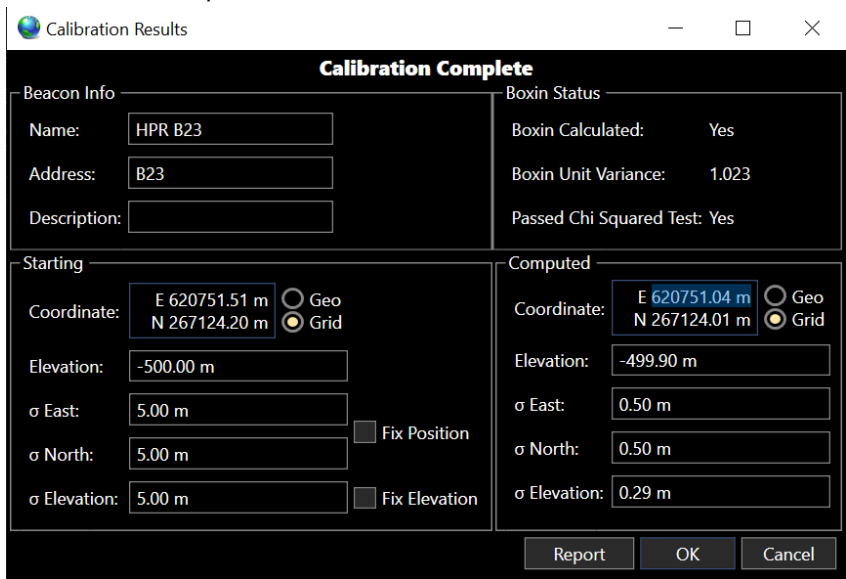 Calibration Results
Calibration Complete
Beacon Info
Name: HPR B23
Address: B23
Description:
Boxin Status
Boxin Calculated: Yes
Boxin Unit Variance: 1.023
Passed Chi Squared Test: Yes
Starting
Coordinate: E 620751.51 m Geo
N 267124.20 m Grid
Elevation: -500.00 m
σ East: 5.00 m
Fix Position
σ North: 5.00 m
σ Elevation: 5.00 m Fix Elevation
Computed
Coordinate: E 620751.04 m Geo
N 267124.01 m Grid
Elevation: -499.90 m
σ East: 0.50 m
σ North: 0.50 m
σ Elevation: 0.29 m
Report OK Cancel